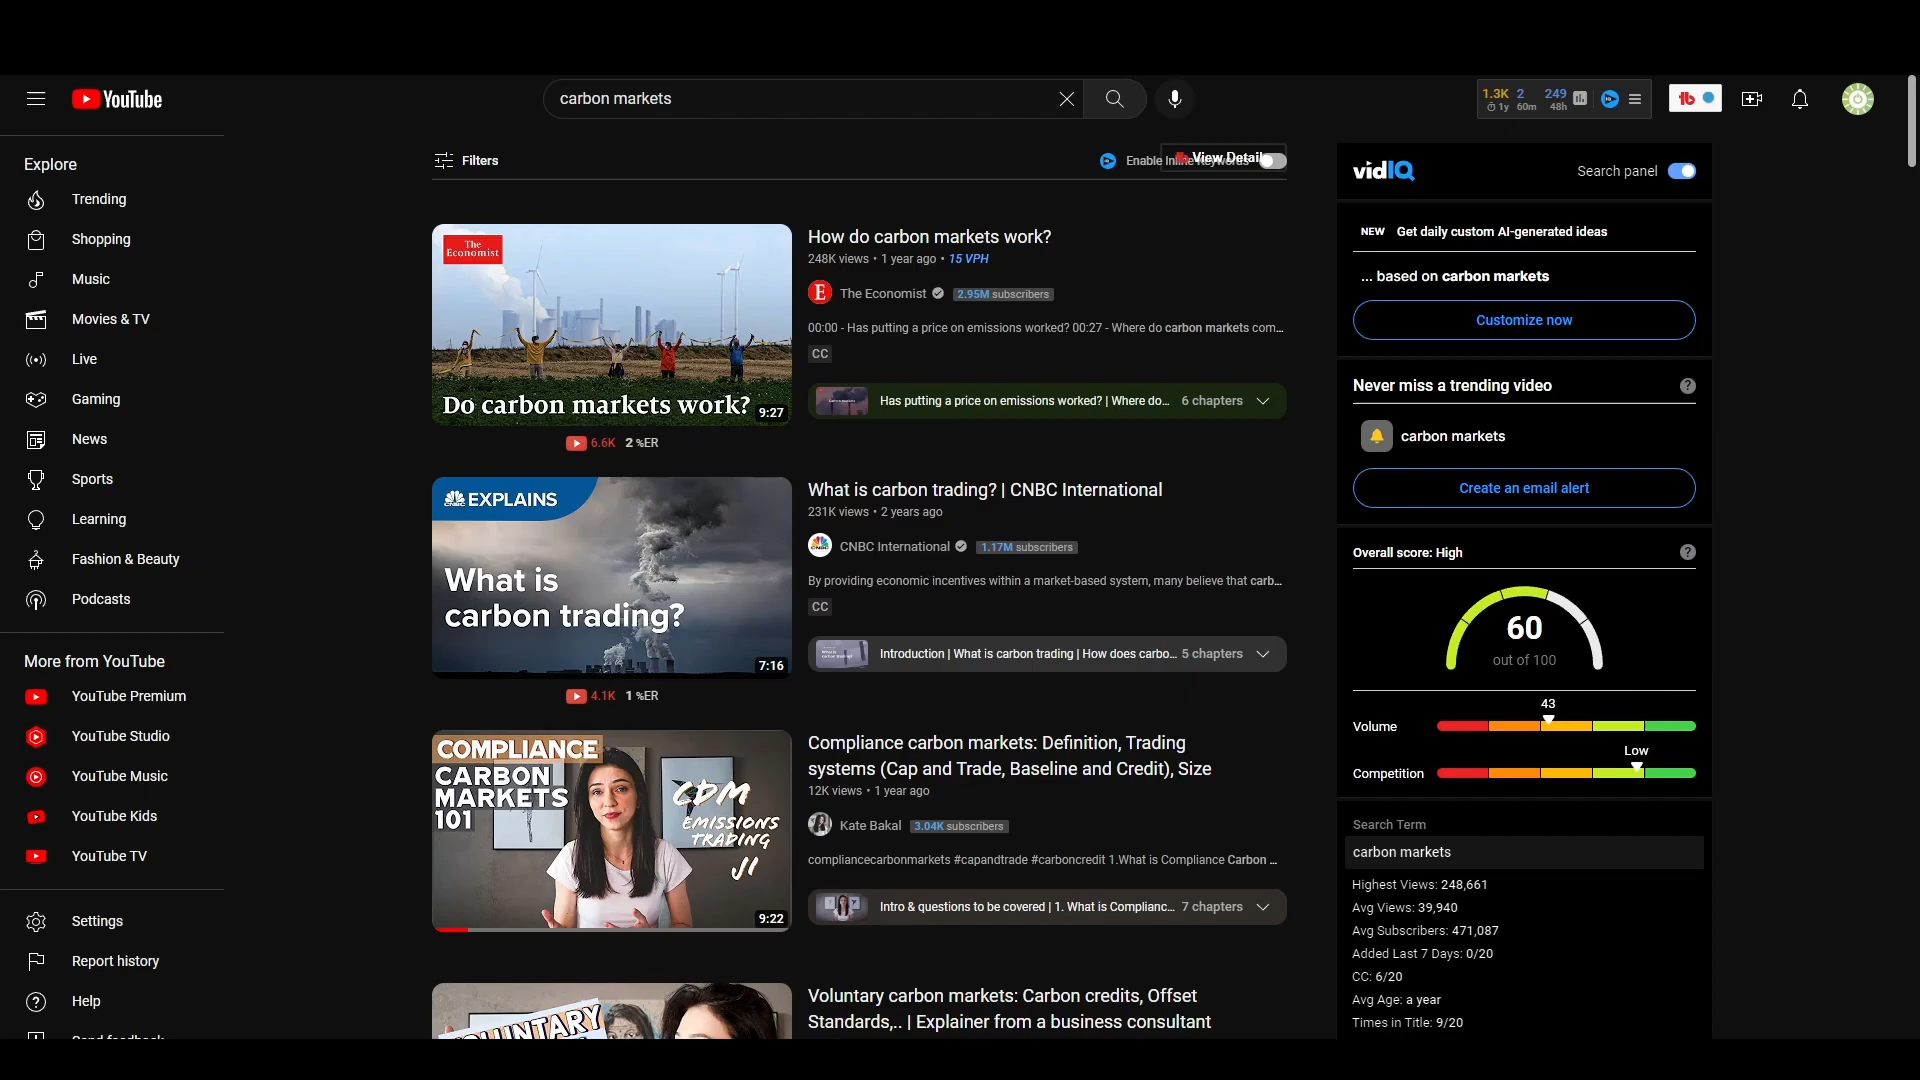 YouTube
carbon markets
1.3K 2 249
1y 60m 48h
Explore
Trending
Shopping
Music
Movies & TV
Live
Gaming
News
Sports
Learning
Fashion & Beauty
Podcasts
More from YouTube
YouTube Premium
YouTube Studio
YouTube Music
YouTube Kids
YouTube TV
Settings
Report history
Help
Send feedback
Filters
Enable Inline Keywords
View Detail
The Economist
Do carbon markets work?
9:27
6.6K 2 %ER
How do carbon markets work?
248K views • 1 year ago • 15 VPH
The Economist 2.95M subscribers
00:00 - Has putting a price on emissions worked? 00:27 - Where do carbon markets com...
CC
Has putting a price on emissions worked? | Where do... 6 chapters
CNBC EXPLAINS
What is
carbon trading?
7:16
4.1K 1 %ER
What is carbon trading? | CNBC International
231K views • 2 years ago
CNBC International 1.17M subscribers
By providing economic incentives within a market-based system, many believe that carb...
CC
Introduction | What is carbon trading | How does carbo... 5 chapters
COMPLIANCE
CARBON
MARKETS
101
CDM
EMISSIONS
TRADING
JI
9:22
Compliance carbon markets: Definition, Trading
systems (Cap and Trade, Baseline and Credit), Size
12K views • 1 year ago
Kate Bakal 3.04K subscribers
compliancecarbonmarkets #capandtrade #carboncredit 1.What is Compliance Carbon ...
Intro & questions to be covered | 1. What is Complianc... 7 chapters
VOLUNTARY
Voluntary carbon markets: Carbon credits, Offset
Standards,.. | Explainer from a business consultant
vidIQ
Search panel
NEW Get daily custom AI-generated ideas
... based on carbon markets
Customize now
Never miss a trending video
carbon markets
Create an email alert
Overall score: High
60
out of 100
43
Volume
Low
Competition
Search Term
carbon markets
Highest Views: 248,661
Avg Views: 39,940
Avg Subscribers: 471,087
Added Last 7 Days: 0/20
CC: 6/20
Avg Age: a year
Times in Title: 9/20